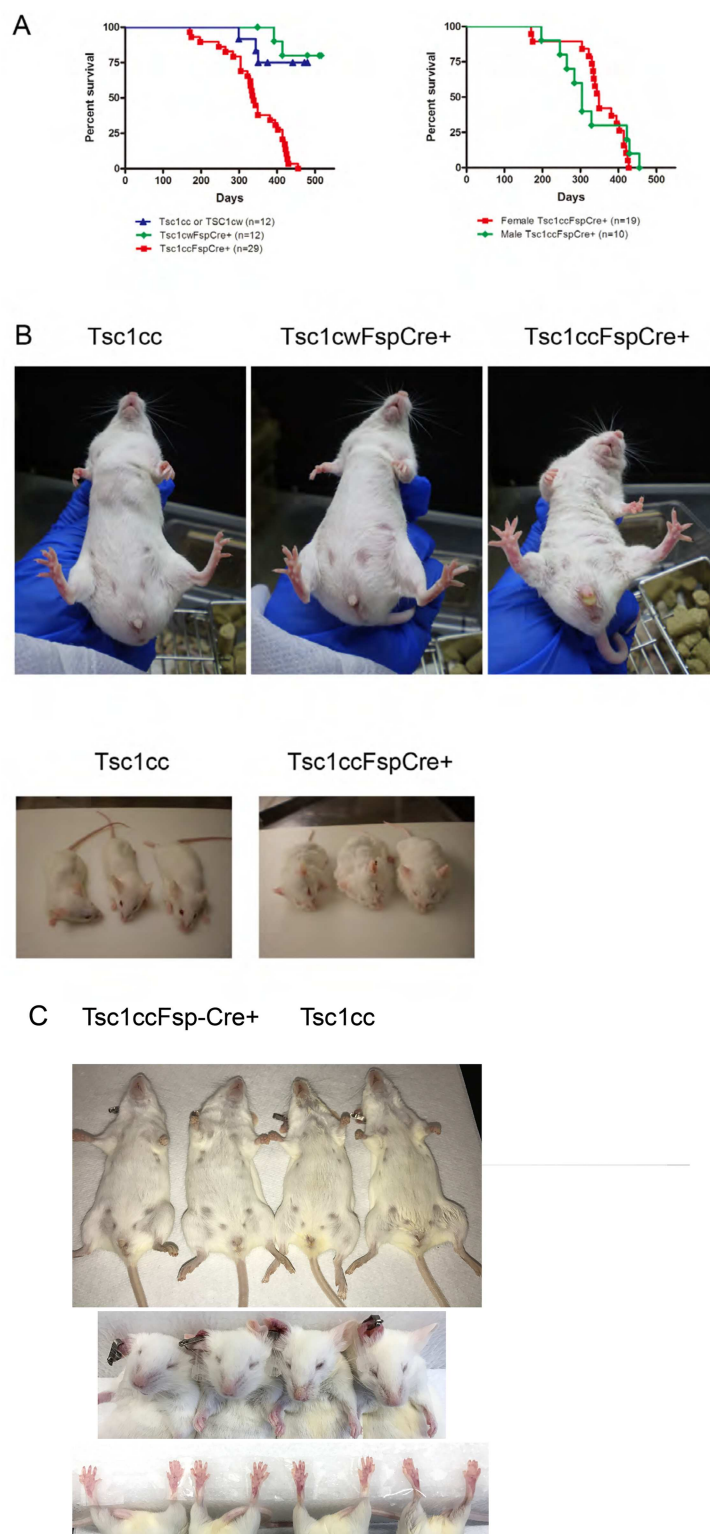 A
Percent survival
100
75
50
25
0
0 100 200 300 400 500
Days
Tsc1cc or TSC1cw (n=12)
Tsc1cwFspCre+ (n=12)
Tsc1ccFspCre+ (n=29)
Percent survival
100
75
50
25
0
0 100 200 300 400 500
Days
Female Tsc1ccFspCre+ (n=19)
Male Tsc1ccFspCre+ (n=10)
B
Tsc1cc Tsc1cwFspCre+ Tsc1ccFspCre+
Tsc1cc Tsc1ccFspCre+
C Tsc1ccFsp-Cre+ Tsc1cc